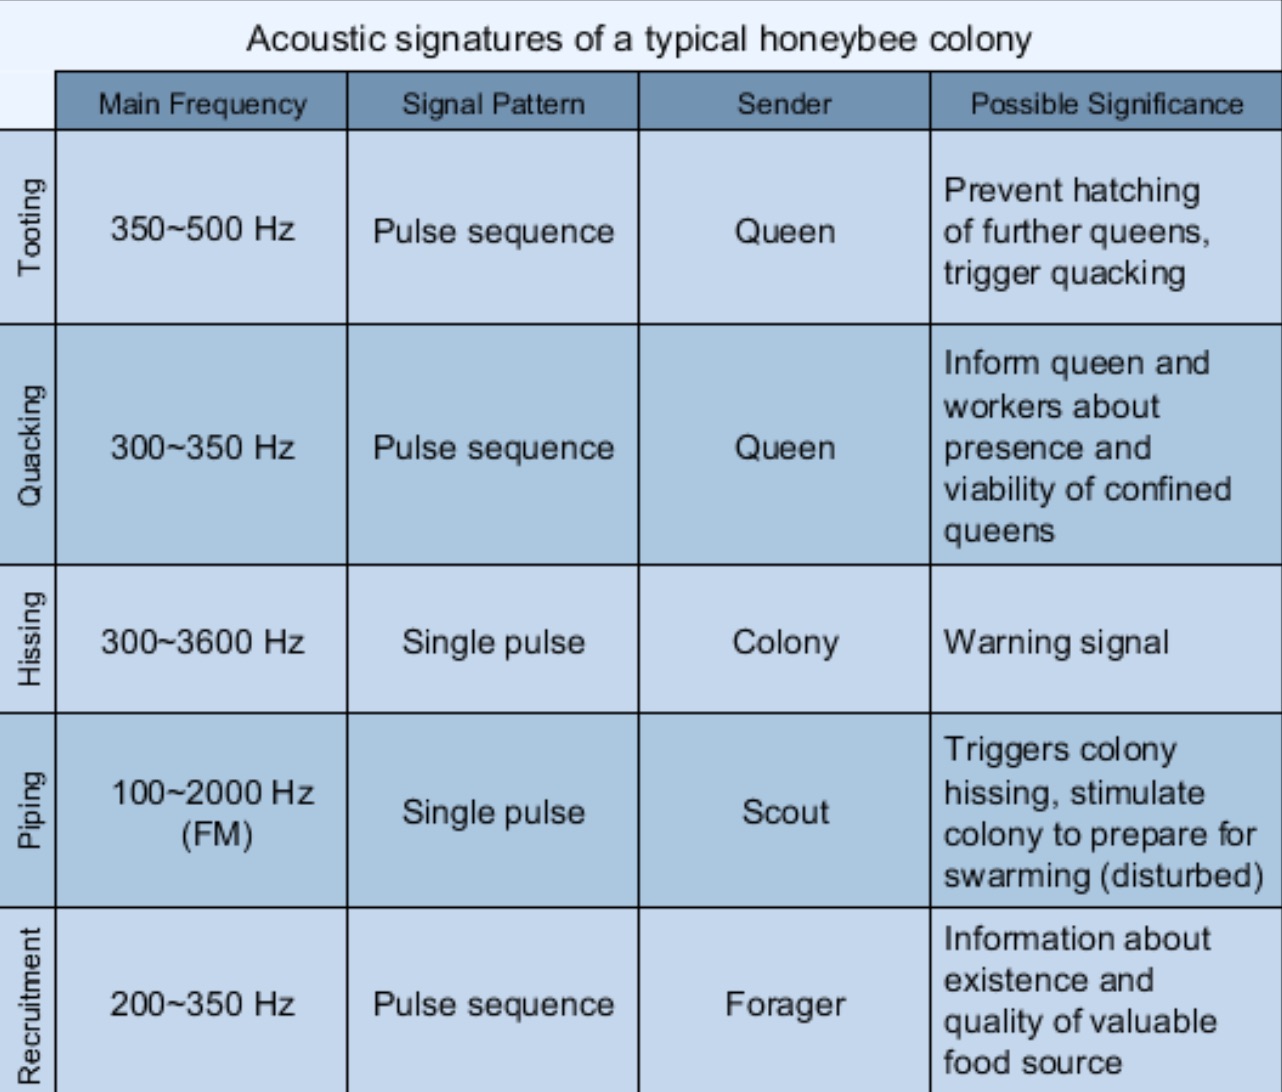 Acoustic signatures of a typical honeybee colony
Main Frequency Signal Pattern Sender Possible Significance
Tooting
350~500 Hz
Pulse sequence
Queen
Prevent hatching
of further queens,
trigger quacking
Quacking
300~350 Hz
Pulse sequence
Queen
Inform queen and
workers about
presence and
viability of confined
queens
Hissing
300~3600 Hz
Single pulse
Colony
Warning signal
Piping
100~2000 Hz
(FM)
Single pulse
Scout
Triggers colony
hissing, stimulate
colony to prepare for
swarming (disturbed)
Recruitment
200~350 Hz
Pulse sequence
Forager
Information about
existence and
quality of valuable
food source